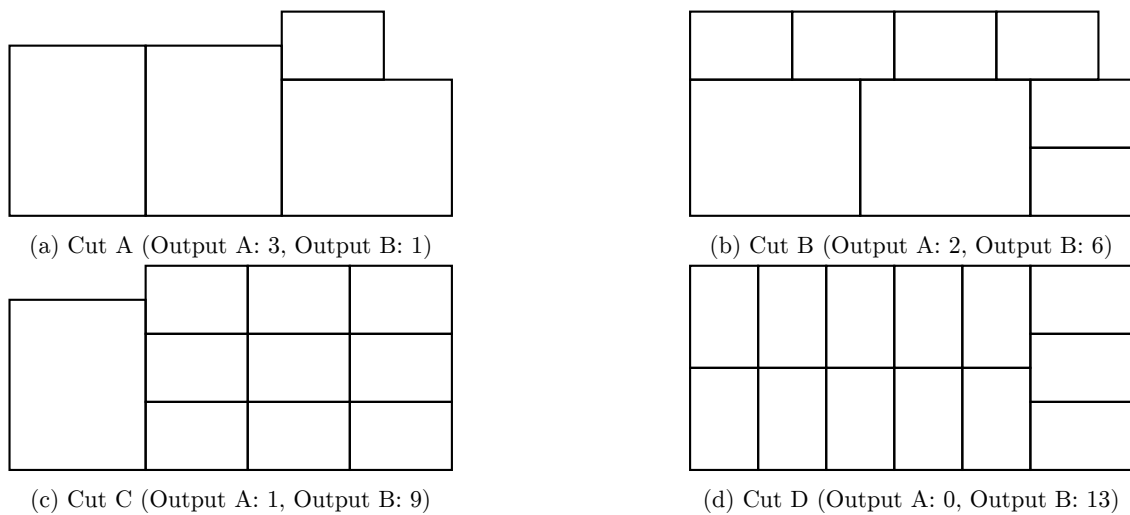 (a) Cut A (Output A: 3, Output B: 1)
(b) Cut B (Output A: 2, Output B: 6)
(c) Cut C (Output A: 1, Output B: 9)
(d) Cut D (Output A: 0, Output B: 13)